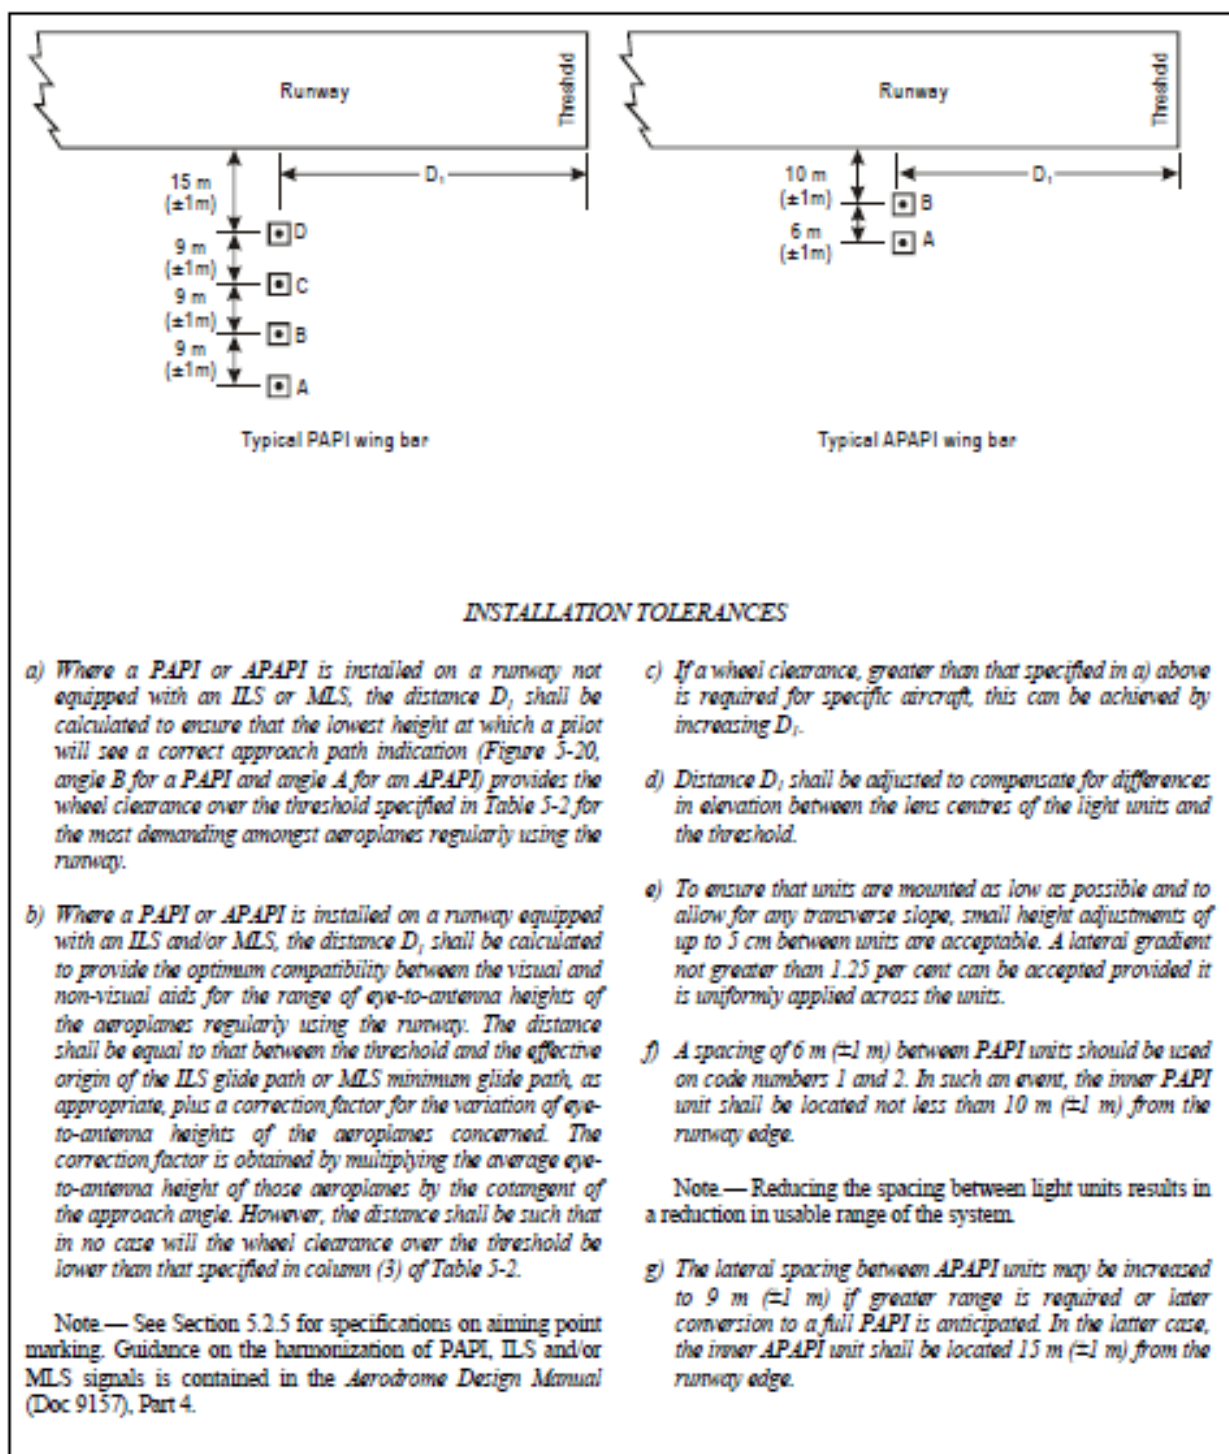 Runway
Threshold
15 m
(±1m)
D₁
D
9 m
(±1m)
C
9 m
(±1m)
B
9 m
(±1m)
A
Typical PAPI wing bar
Runway
Threshold
10 m
(±1m)
D₁
B
6 m
(±1m)
A
Typical APAPI wing bar
INSTALLATION TOLERANCES
a) Where a PAPI or APAPI is installed on a runway not
equipped with an ILS or MLS, the distance D₁ shall be
calculated to ensure that the lowest height at which a pilot
will see a correct approach path indication (Figure 5-20,
angle B for a PAPI and angle A for an APAPI) provides the
wheel clearance over the threshold specified in Table 5-2 for
the most demanding amongst aeroplanes regularly using the
runway.
b) Where a PAPI or APAPI is installed on a runway equipped
with an ILS and/or MLS, the distance D₁ shall be calculated
to provide the optimum compatibility between the visual and
non-visual aids for the range of eye-to-antenna heights of
the aeroplanes regularly using the runway. The distance
shall be equal to that between the threshold and the effective
origin of the ILS glide path or MLS minimum glide path, as
appropriate, plus a correction factor for the variation of eye-
to-antenna heights of the aeroplanes concerned. The
correction factor is obtained by multiplying the average eye-
to-antenna height of those aeroplanes by the cotangent of
the approach angle. However, the distance shall be such that
in no case will the wheel clearance over the threshold be
lower than that specified in column (3) of Table 5-2.
Note.— See Section 5.2.5 for specifications on aiming point
marking. Guidance on the harmonization of PAPI, ILS and/or
MLS signals is contained in the Aerodrome Design Manual
(Doc 9157), Part 4.
c) If a wheel clearance, greater than that specified in a) above
is required for specific aircraft, this can be achieved by
increasing D₁.
d) Distance D₁ shall be adjusted to compensate for differences
in elevation between the lens centres of the light units and
the threshold.
e) To ensure that units are mounted as low as possible and to
allow for any transverse slope, small height adjustments of
up to 5 cm between units are acceptable. A lateral gradient
not greater than 1.25 per cent can be accepted provided it
is uniformly applied across the units.
f) A spacing of 6 m (±1 m) between PAPI units should be used
on code numbers 1 and 2. In such an event, the inner PAPI
unit shall be located not less than 10 m (±1 m) from the
runway edge.
Note.— Reducing the spacing between light units results in
a reduction in usable range of the system.
g) The lateral spacing between APAPI units may be increased
to 9 m (±1 m) if greater range is required or later
conversion to a full PAPI is anticipated. In the latter case,
the inner APAPI unit shall be located 15 m (±1 m) from the
runway edge.